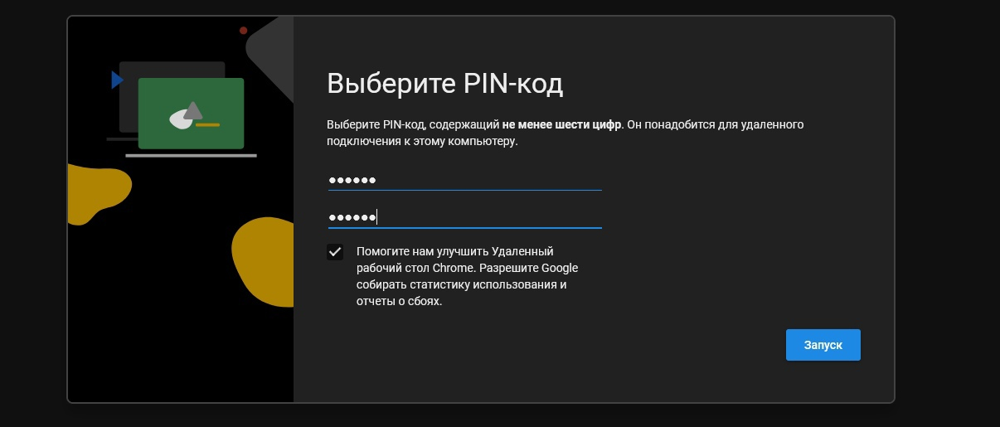 Выберите PIN-код
Выберите PIN-код, содержащий не менее шести цифр. Он понадобится для удаленного
подключения к этому компьютеру.
••••••
••••••
Помогите нам улучшить Удаленный
рабочий стол Chrome. Разрешите Google
собирать статистику использования и
отчеты о сбоях.
Запуск